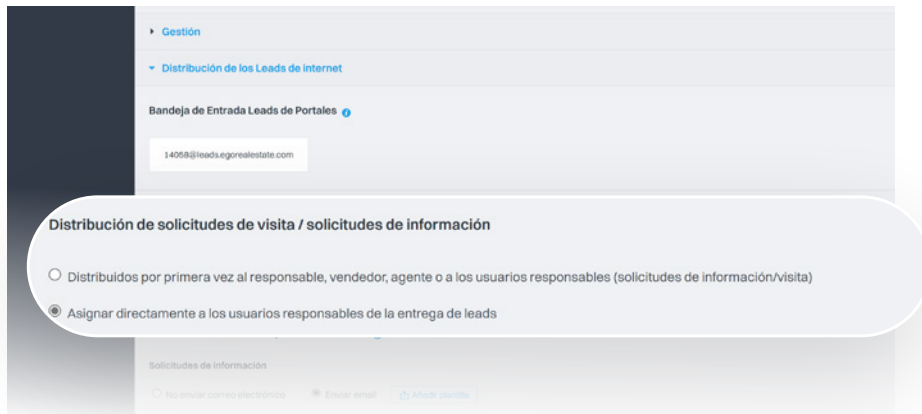 Gestión
Distribución de los Leads de internet
Bandeja de Entrada Leads de Portales
14058@leads.egorealestate.com
Distribución de solicitudes de visita / solicitudes de información
Distribuidos por primera vez al responsable, vendedor, agente o a los usuarios responsables (solicitudes de información/visita)
Asignar directamente a los usuarios responsables de la entrega de leads
Solicitudes de información
No enviar correo electrónico Enviar email Añadir plantilla